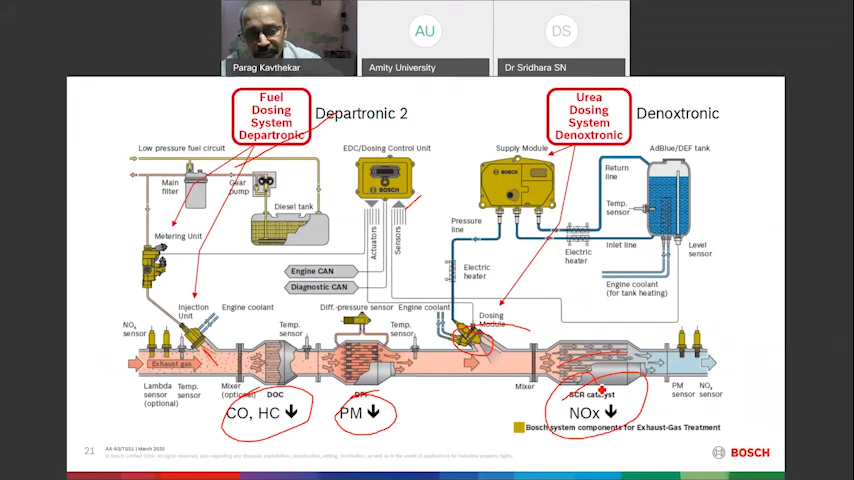 AU
DS
Parag Kavthekar
Amity University
Dr Sridhara SN
Fuel
Dosing
System
Departronic
Departronic 2
Urea
Dosing
System
Denoxtronic
Denoxtronic
Low pressure fuel circuit
EDC/Dosing Control Unit
Supply Module
AdBlue/DEF tank
Main
filter
Gear
pump
Diesel tank
BOSCH
BOSCH
Return
line
Temp.
sensor
Pressure
line
Inlet line
Level
sensor
Metering Unit
Actuators
Sensors
Electric
heater
Electric
heater
Engine CAN
Diagnostic CAN
Engine coolant
(for tank heating)
Injection
Unit
Engine coolant
Diff.-pressure sensor
Engine coolant
Dosing
Module
NOx
sensor
Temp.
sensor
Temp.
sensor
Exhaust gas
Lambda
sensor
(optional)
Temp.
sensor
Mixer
(optional)
DOC
Mixer
SCR catalyst
PM
sensor
NOx
sensor
CO, HC
PM
NOx
Bosch system components for Exhaust-Gas Treatment
21
AA-AS/TSS1 | March 2020
© Bosch Limited 2020. All rights reserved, also regarding any disposal, exploitation, reproduction, editing, distribution, as well as in the event of applications for industrial property rights.
BOSCH